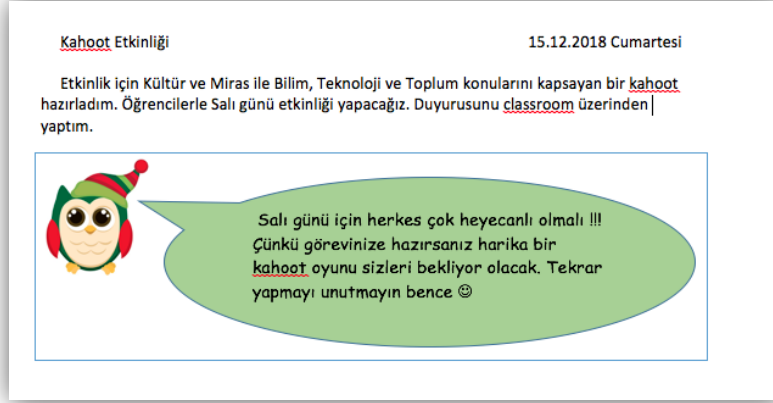 Kahoot Etkinliği 15.12.2018 Cumartesi
Etkinlik için Kültür ve Miras ile Bilim, Teknoloji ve Toplum konularını kapsayan bir kahoot
hazırladım. Öğrencilerle Salı günü etkinliği yapacağız. Duyurusunu classroom üzerinden
yaptım.
Salı günü için herkes çok heyecanlı olmalı !!!
Çünkü görevinize hazırsanız harika bir
kahoot oyunu sizleri bekliyor olacak. Tekrar
yapmayı unutmayın bence ☺